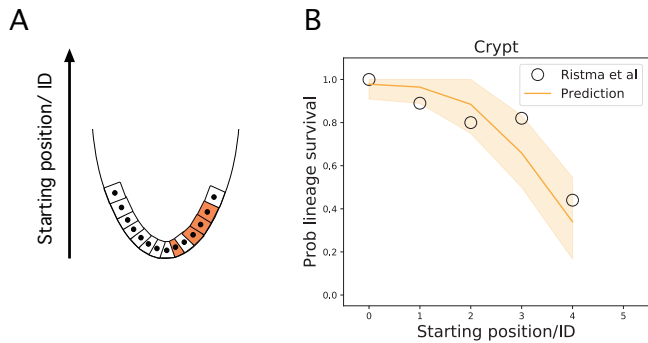 A
Starting position/ ID
B
Crypt
Ristma et al
Prediction
Prob lineage survival
1.0
0.8
0.6
0.4
0.2
0.0
0 1 2 3 4 5
Starting position/ID